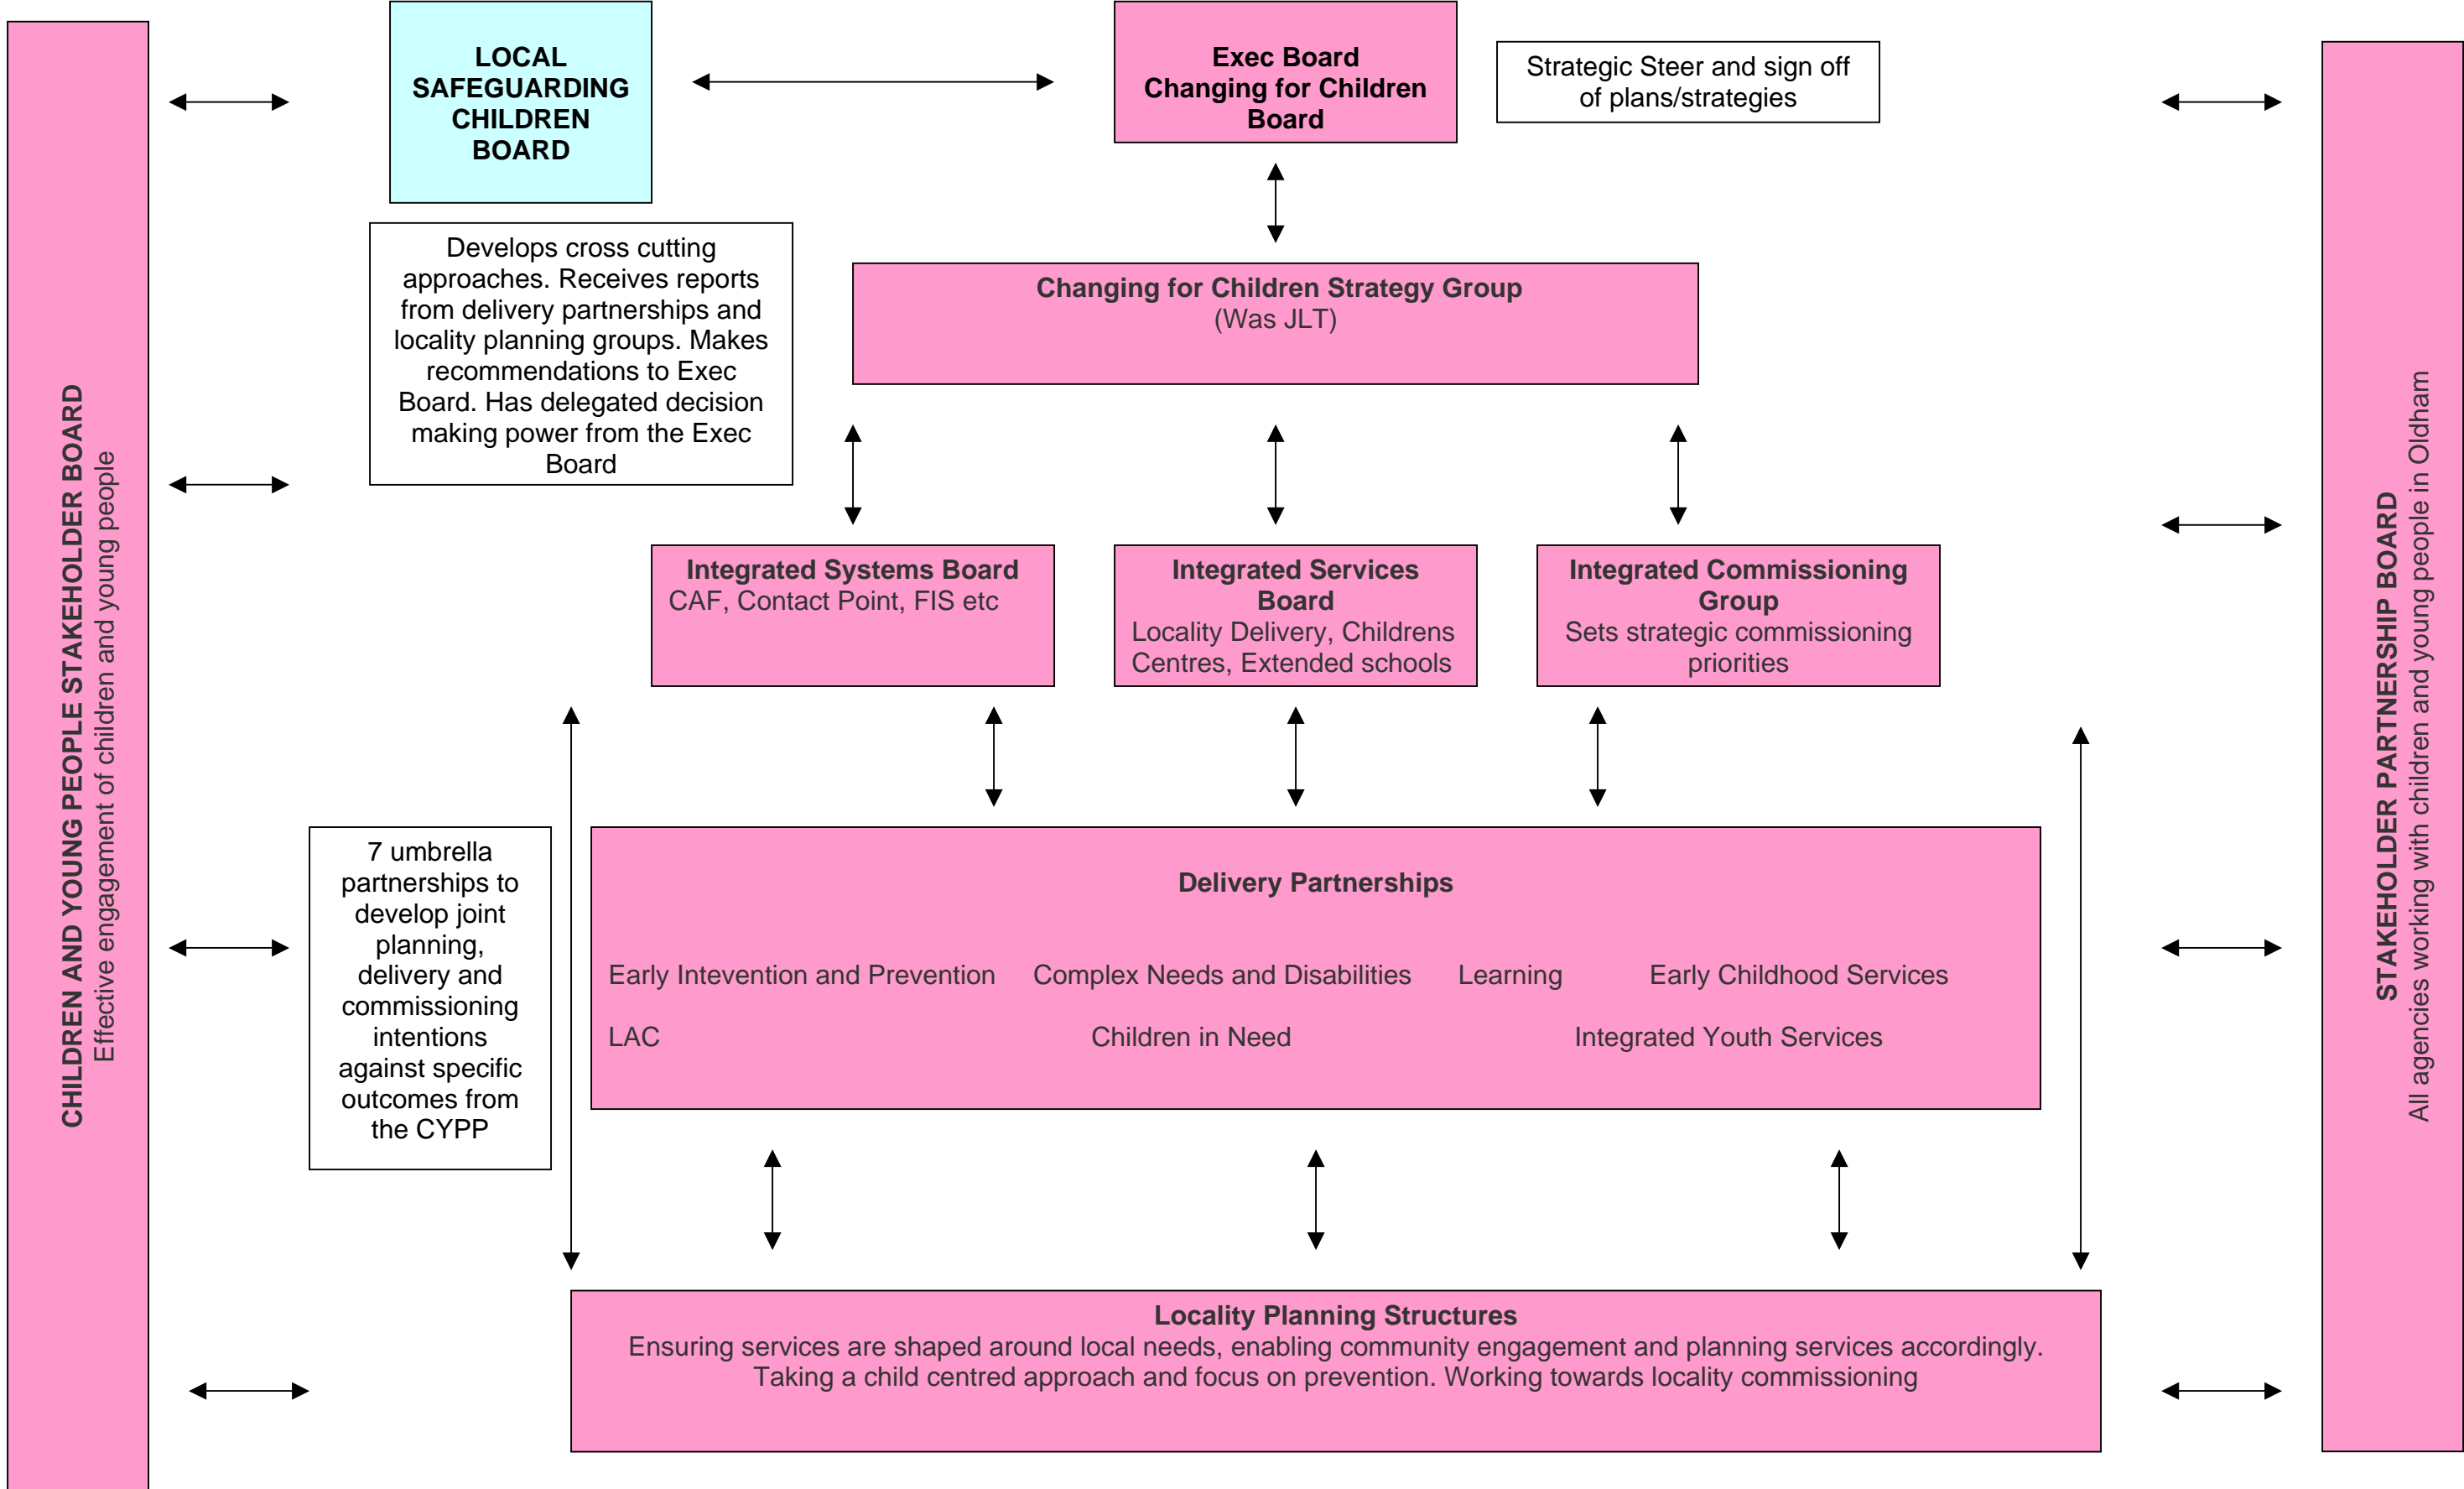 LOCAL
SAFEGUARDING
CHILDREN
BOARD
Exec Board
Changing for Children
Board
Strategic Steer and sign off
of plans/strategies
Develops cross cutting
approaches. Receives reports
from delivery partnerships and
locality planning groups. Makes
recommendations to Exec
Board. Has delegated decision
making power from the Exec
Board
Changing for Children Strategy Group
(Was JLT)
CHILDREN AND YOUNG PEOPLE STAKEHOLDER BOARD
Effective engagement of children and young people
STAKEHOLDER PARTNERSHIP BOARD
All agencies working with children and young people in Oldham
Integrated Systems Board
CAF, Contact Point, FIS etc
Integrated Services
Board
Locality Delivery, Childrens
Centres, Extended schools
Integrated Commissioning
Group
Sets strategic commissioning
priorities
7 umbrella
partnerships to
develop joint
planning,
delivery and
commissioning
intentions
against specific
outcomes from
the CYPP
Delivery Partnerships
Early Intevention and Prevention Complex Needs and Disabilities Learning Early Childhood Services
LAC Children in Need Integrated Youth Services
Locality Planning Structures
Ensuring services are shaped around local needs, enabling community engagement and planning services accordingly.
Taking a child centred approach and focus on prevention. Working towards locality commissioning